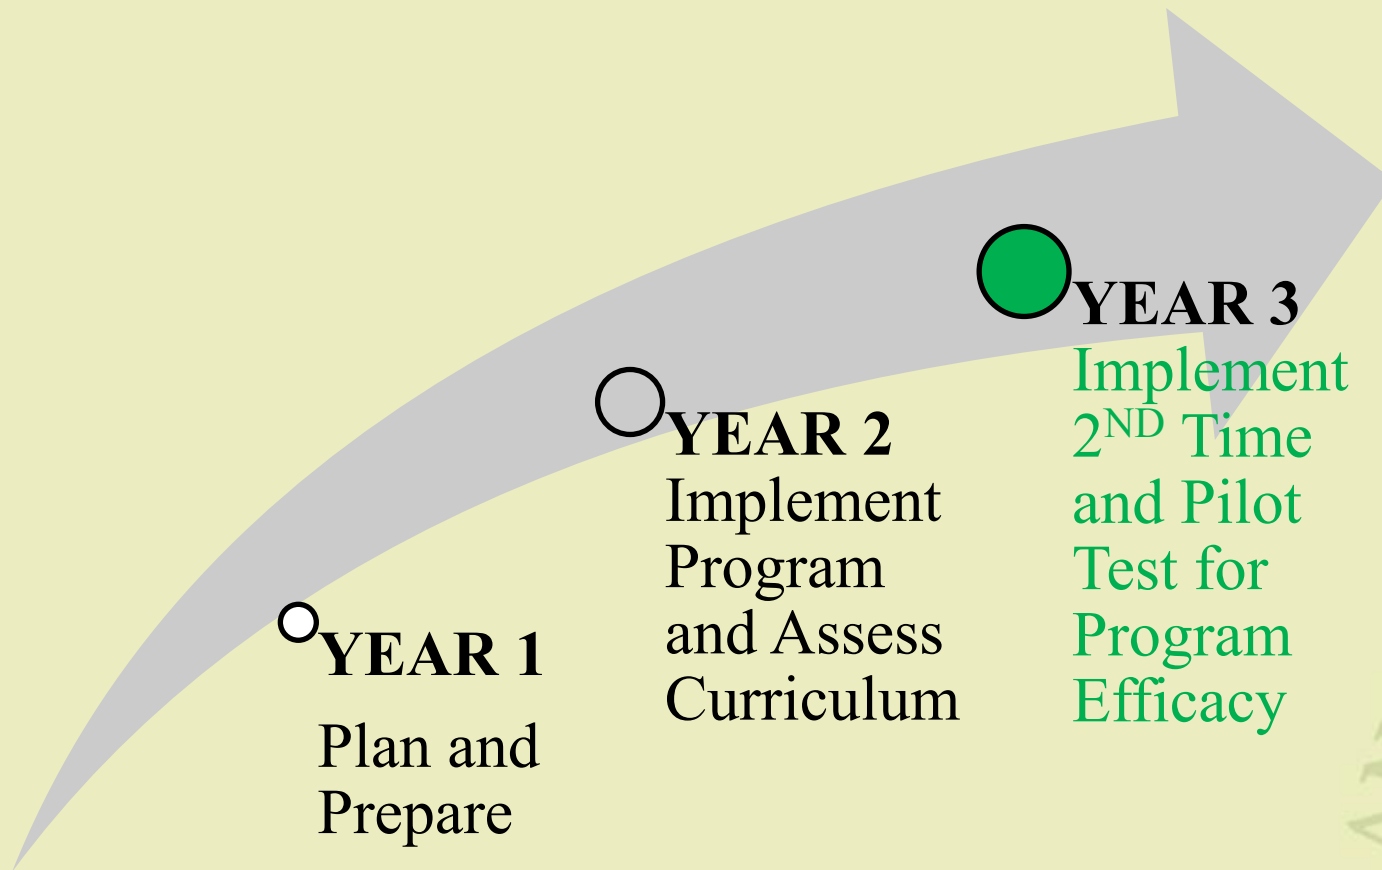 YEAR 1
Plan and
Prepare
YEAR 2
Implement
Program
and Assess
Curriculum
YEAR 3
Implement
2ND Time
and Pilot
Test for
Program
Efficacy